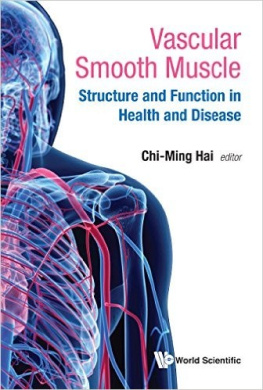 Vascular
Smooth Muscle
Structure and Function in
Health and Disease
Chi-Ming Hai editor
World Scientific